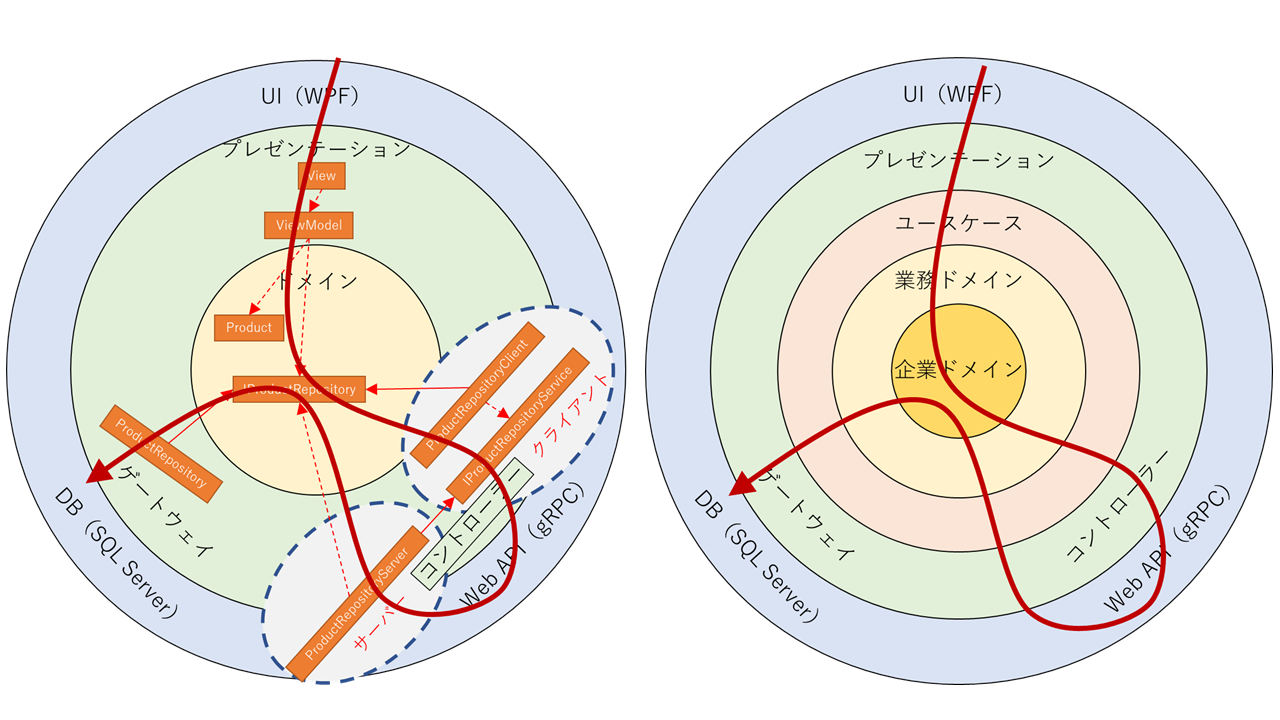 UI（WPF）
プレゼンテーション
View
ViewModel
ドメイン
Product
IProductRepository
ProductRepositoryClient
IProductRepositoryService
クライアント
ProductRepository
ゲートウェイ
DB（SQL Server）
コントローラー
Web API（gRPC）
ProductRepositoryServer
サーバー
UI（WPF）
プレゼンテーション
ユースケース
業務ドメイン
企業ドメイン
ゲートウェイ
DB（SQL Server）
コントローラー
Web API（gRPC）